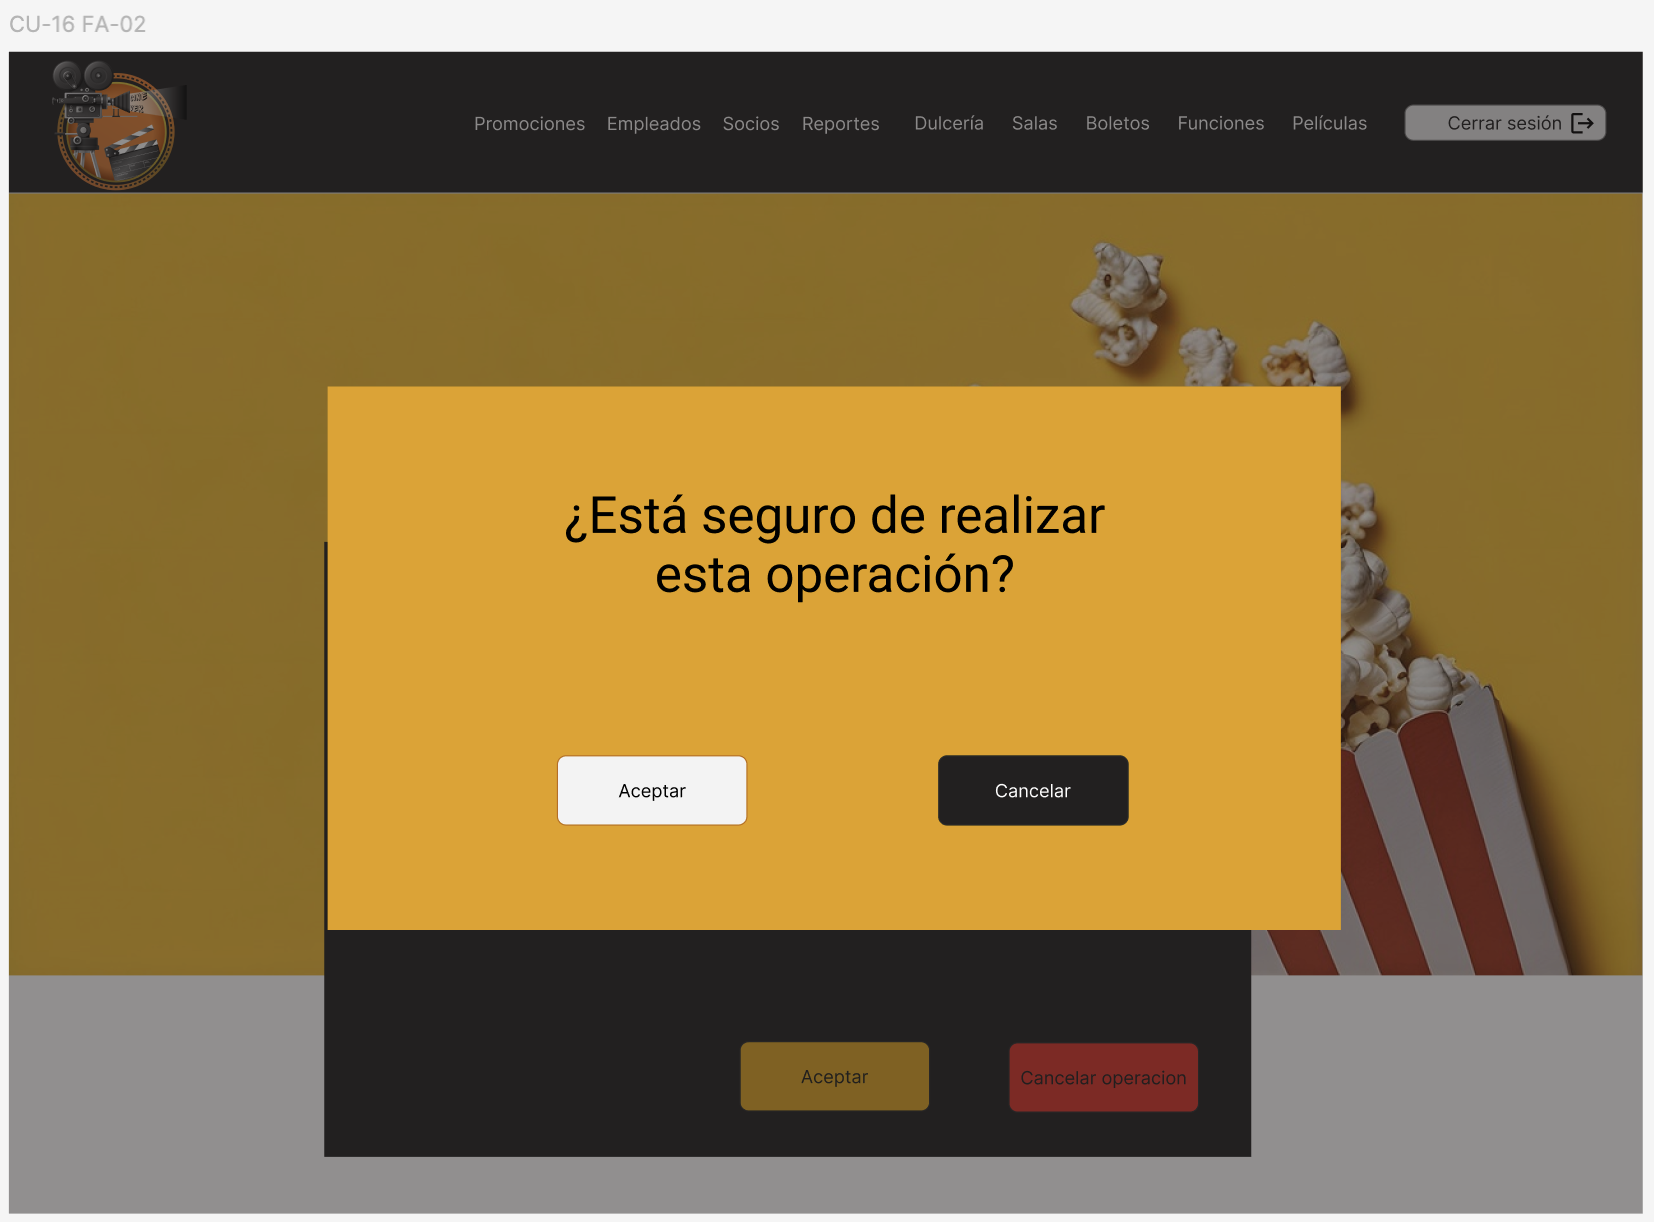 CU-16 FA-02
Promociones Empleados Socios Reportes Dulcería Salas Boletos Funciones Películas Cerrar sesión
¿Está seguro de realizar
esta operación?
Aceptar Cancelar
Aceptar Cancelar operacion